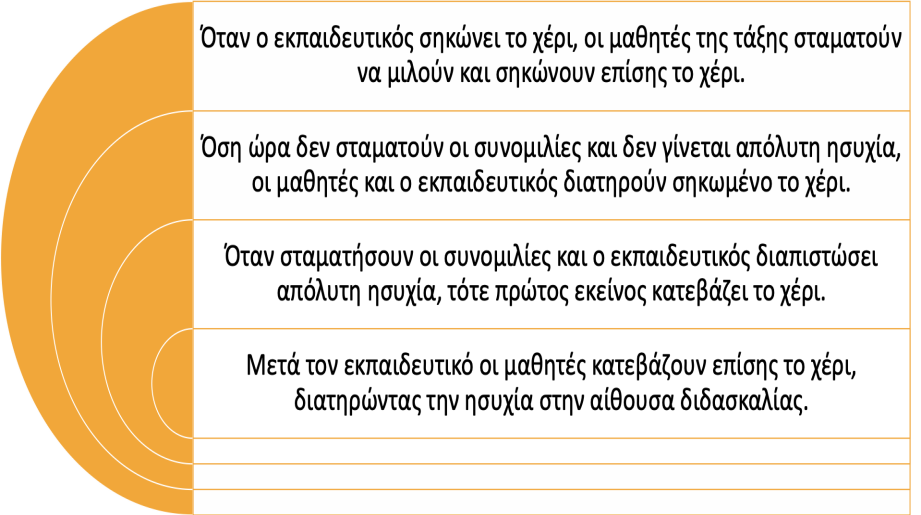 Όταν ο εκπαιδευτικός σηκώνει το χέρι, οι μαθητές της τάξης σταματούν
να μιλούν και σηκώνουν επίσης το χέρι.
Όση ώρα δεν σταματούν οι συνομιλίες και δεν γίνεται απόλυτη ησυχία,
οι μαθητές και ο εκπαιδευτικός διατηρούν σηκωμένο το χέρι.
Όταν σταματήσουν οι συνομιλίες και ο εκπαιδευτικός διαπιστώσει
απόλυτη ησυχία, τότε πρώτος εκείνος κατεβάζει το χέρι.
Μετά τον εκπαιδευτικό οι μαθητές κατεβάζουν επίσης το χέρι,
διατηρώντας την ησυχία στην αίθουσα διδασκαλίας.